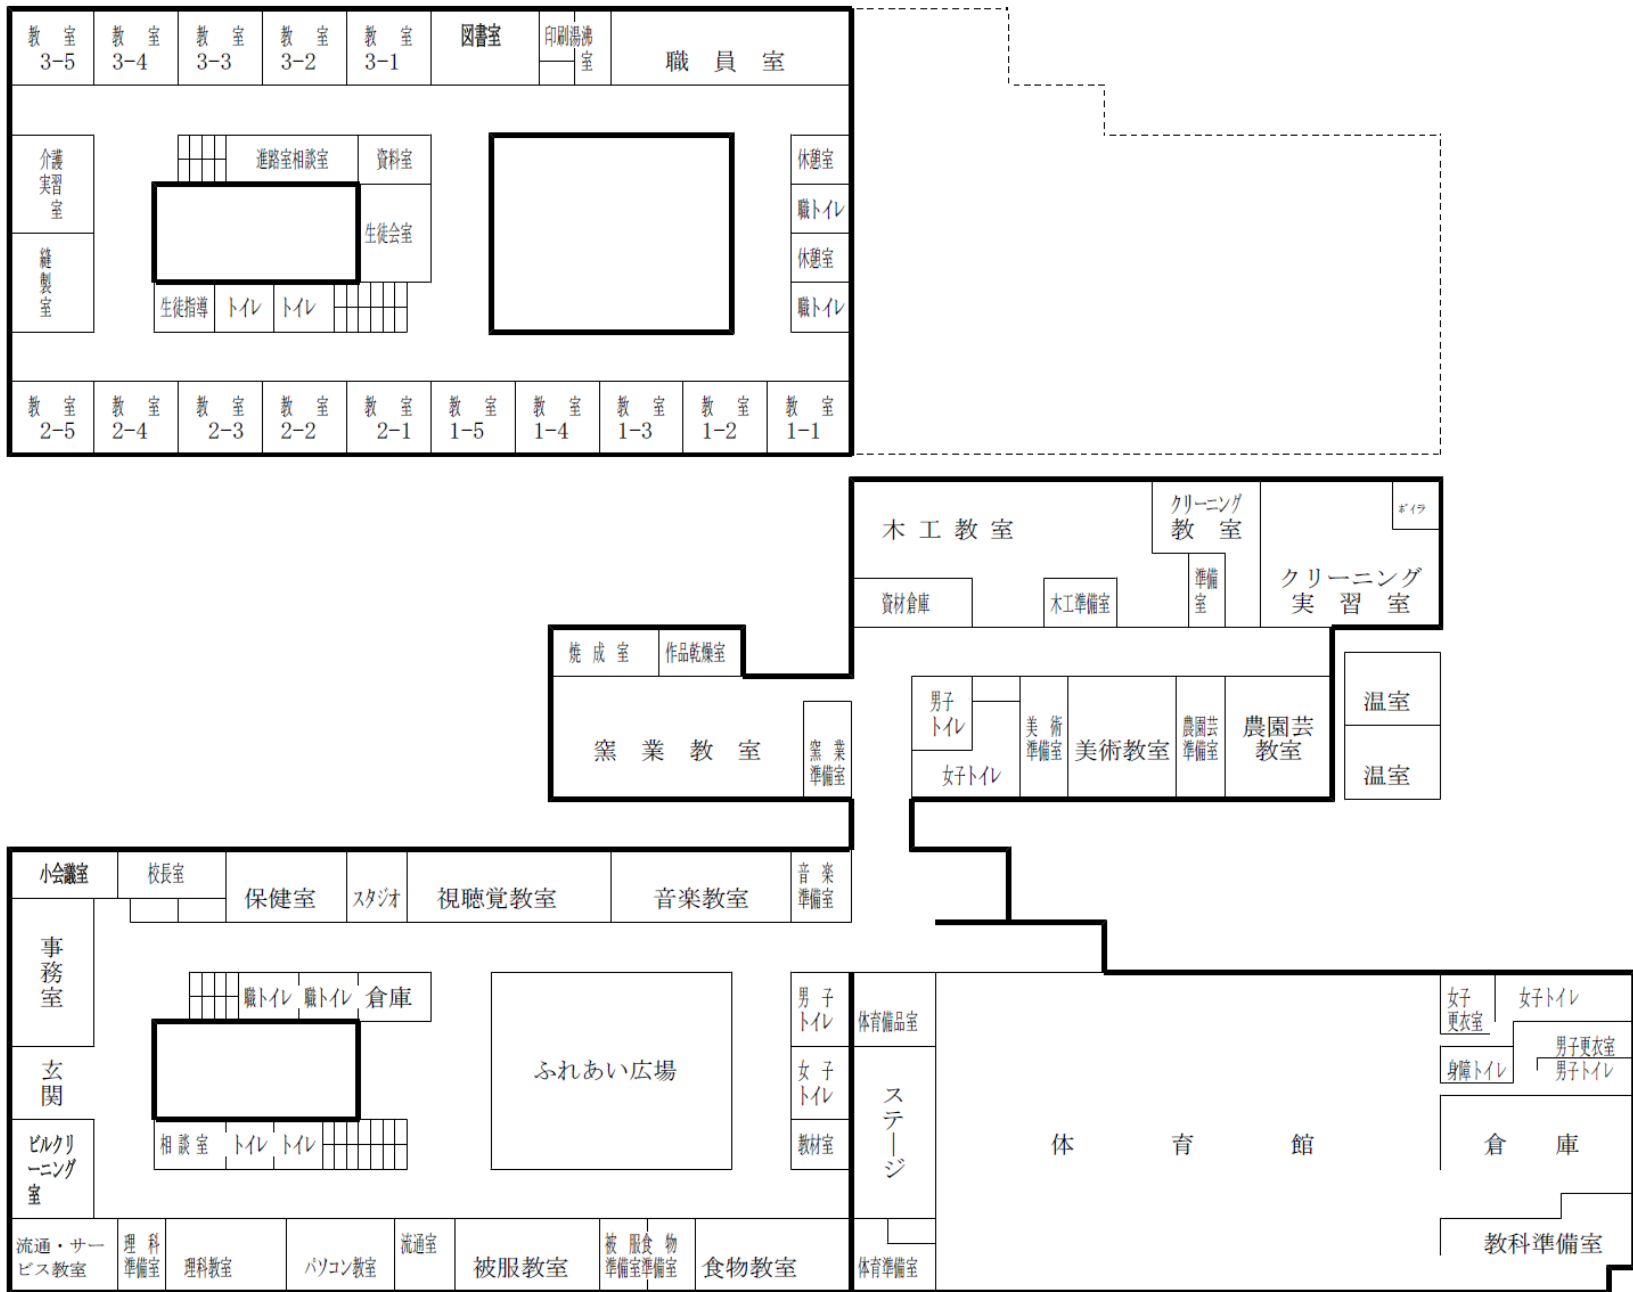 教　室　教　室　教　室　教　室　教　室　図書室　印刷　湯沸室　職　員　室
3-5　3-4　3-3　3-2　3-1
介護実習室
進路室相談室　資料室
休憩室
職トイレ
生徒会室
縫製室
休憩室
生徒指導　トイレ　トイレ
職トイレ
教　室　教　室　教　室　教　室　教　室　教　室　教　室　教　室　教　室　教　室
2-5　2-4　2-3　2-2　2-1　1-5　1-4　1-3　1-2　1-1
木 工 教 室
クリーニング
教　室
ボイラ
クリーニング
実　習　室
資材倉庫　木工準備室　準備室
焼 成 室　作品乾燥室
窯　業　教　室
窯 業
準備室
男子
トイレ
女子トイレ
美 術
準備室
美術教室
農園芸
準備室
農園芸
教室
温室
温室
小会議室　校長室
保健室　スタジオ　視聴覚教室　音楽教室
音 楽
準備室
事務室
職トイレ　職トイレ　倉庫
男 子
トイレ
体育備品室
女子
更衣室
女子トイレ
男子更衣室
身障トイレ　男子トイレ
玄関
ふれあい広場
女 子
トイレ
ステージ
体　育　館
倉　庫
ビルクリ
ーニング
室
相 談 室　トイレ　トイレ
教材室
流通・サー
ビス教室
理 科
準備室
理科教室
パソコン教室
流通室
被服教室
被 服
準備室
食 物
準備室
食物教室
体育準備室
教科準備室